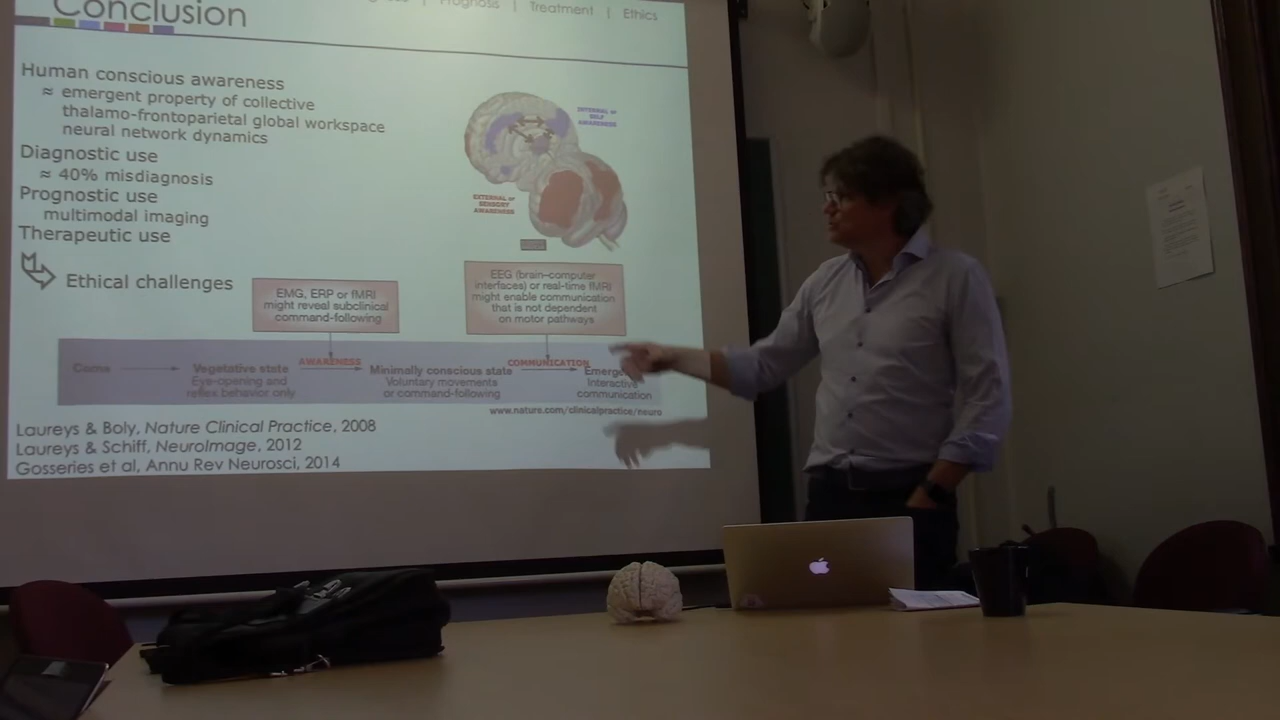 Conclusion
Prognosis | Treatment | Ethics
Human conscious awareness
≈ emergent property of collective
thalamo-frontoparietal global workspace
neural network dynamics
Diagnostic use
≈ 40% misdiagnosis
Prognostic use
multimodal imaging
Therapeutic use
Ethical challenges
INTERNAL or
SELF
AWARENESS
EXTERNAL or
SENSORY
AWARENESS
EMG, ERP or fMRI
might reveal subclinical
command-following
EEG (brain–computer
interfaces) or real-time fMRI
might enable communication
that is not dependent
on motor pathways
AWARENESS
COMMUNICATION
Coma
Vegetative state
Eye-opening and
reflex behavior only
Minimally conscious state
Voluntary movements
or command-following
Interactive
communication
www.nature.com/clinicalpractice/neuro
Laureys & Boly, Nature Clinical Practice, 2008
Laureys & Schiff, NeuroImage, 2012
Gosseries et al, Annu Rev Neurosci, 2014